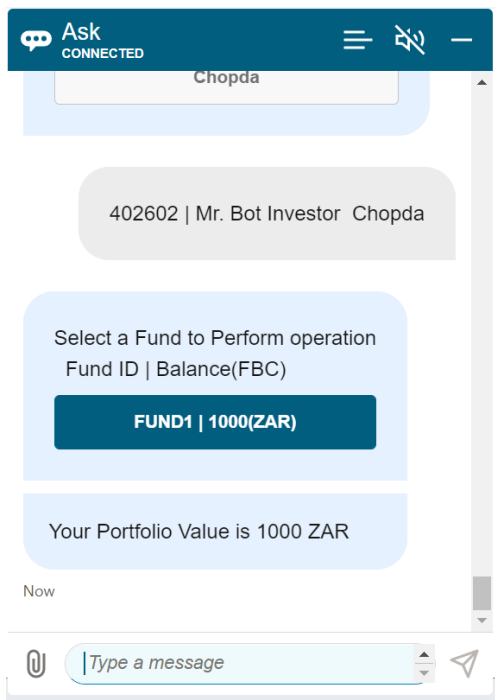 Ask
CONNECTED
Chopda
402602 | Mr. Bot Investor  Chopda
Select a Fund to Perform operation
Fund ID | Balance(FBC)
FUND1 | 1000(ZAR)
Your Portfolio Value is 1000 ZAR
Now
Type a message